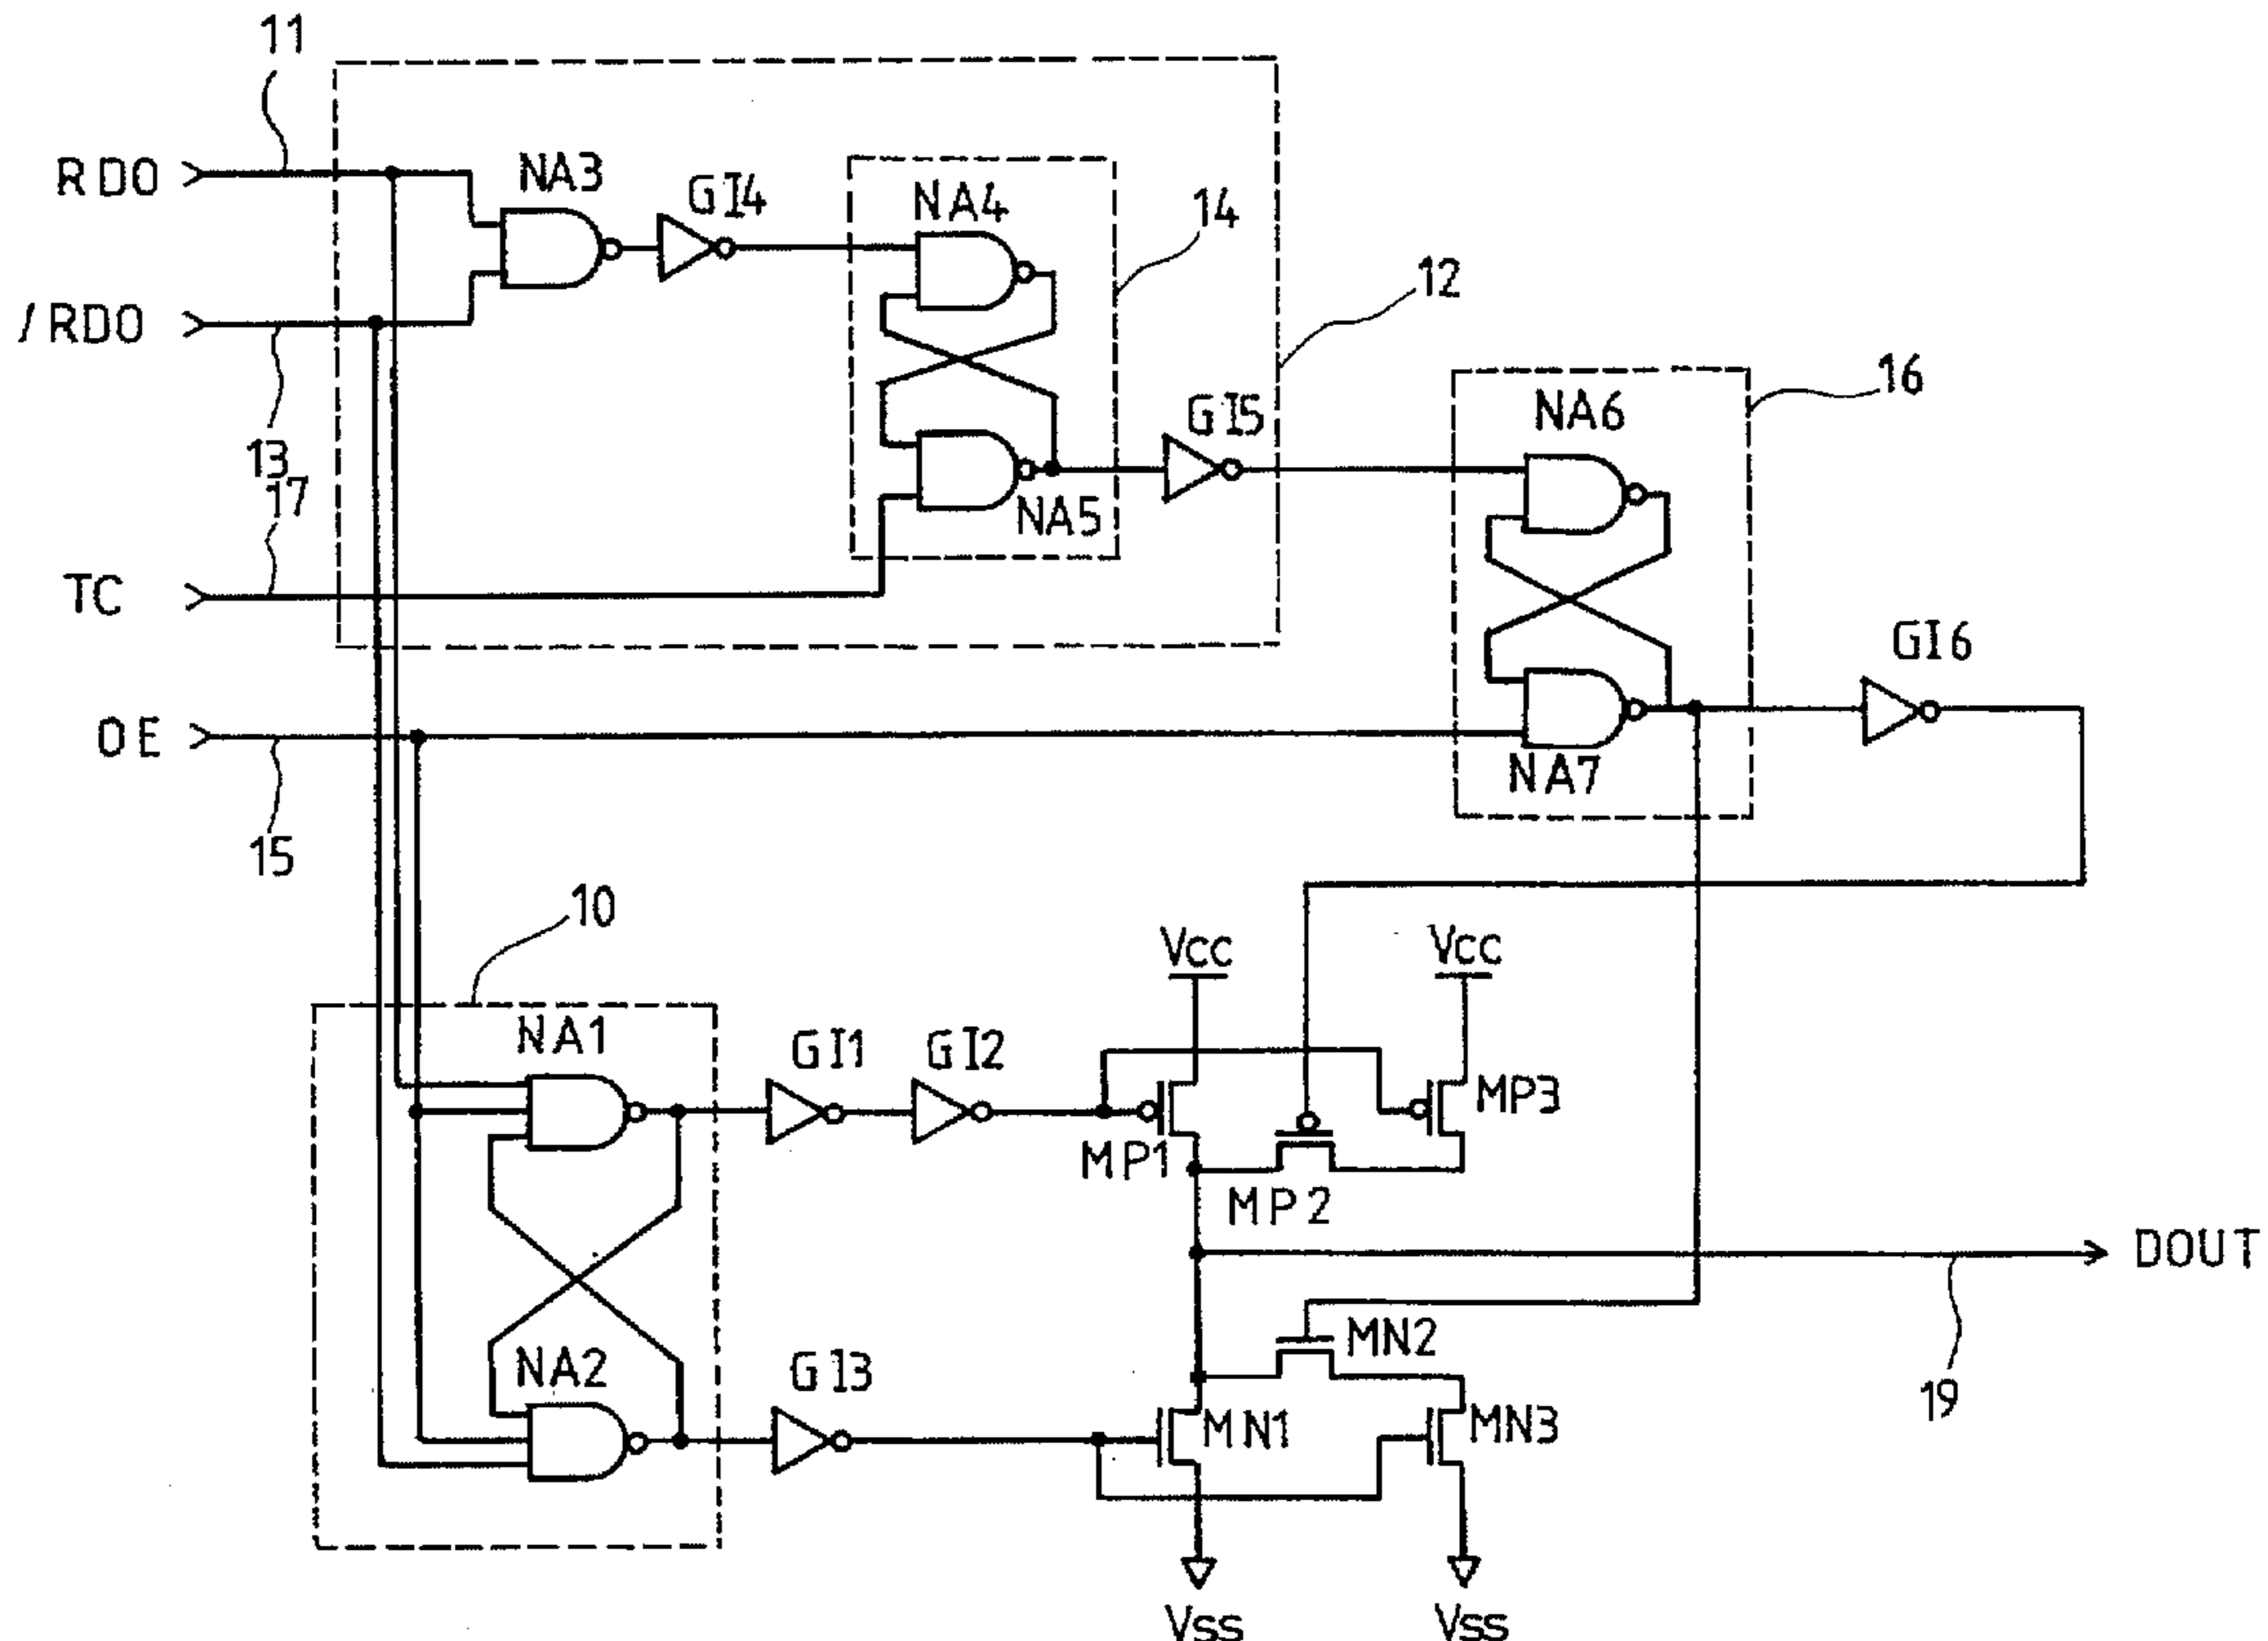 11
RDO
NA3
GI4
NA4
14
12
/RDO
13
17
GI5
NA5
NA6
16
TC
GI6
OE
NA7
15
10
Vcc
Vcc
NA1
GI1
GI2
MP1
MP3
MP2
DOUT
NA2
GI3
MN2
MN1
MN3
19
Vss
Vss